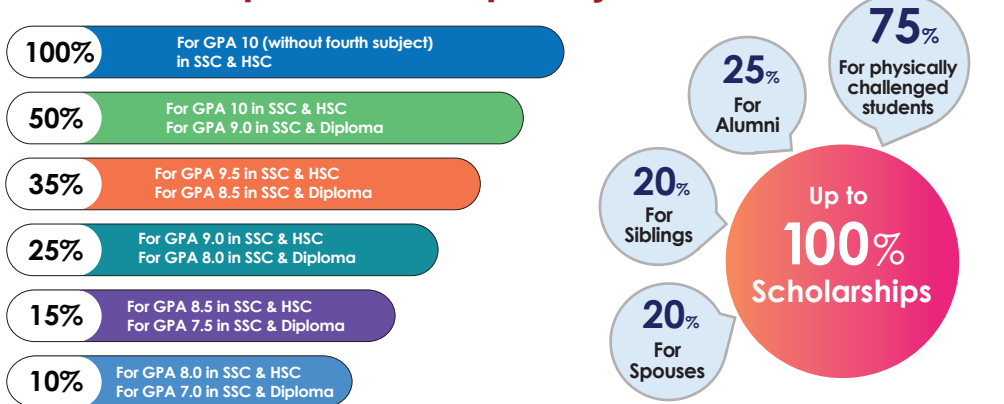 100%
For GPA 10 (without fourth subject)
in SSC & HSC
50%
For GPA 10 in SSC & HSC
For GPA 9.0 in SSC & Diploma
35%
For GPA 9.5 in SSC & HSC
For GPA 8.5 in SSC & Diploma
25%
For GPA 9.0 in SSC & HSC
For GPA 8.0 in SSC & Diploma
15%
For GPA 8.5 in SSC & HSC
For GPA 7.5 in SSC & Diploma
10%
For GPA 8.0 in SSC & HSC
For GPA 7.0 in SSC & Diploma
75%
For physically
challenged
students
25%
For
Alumni
20%
For
Siblings
20%
For
Spouses
Up to
100%
Scholarships